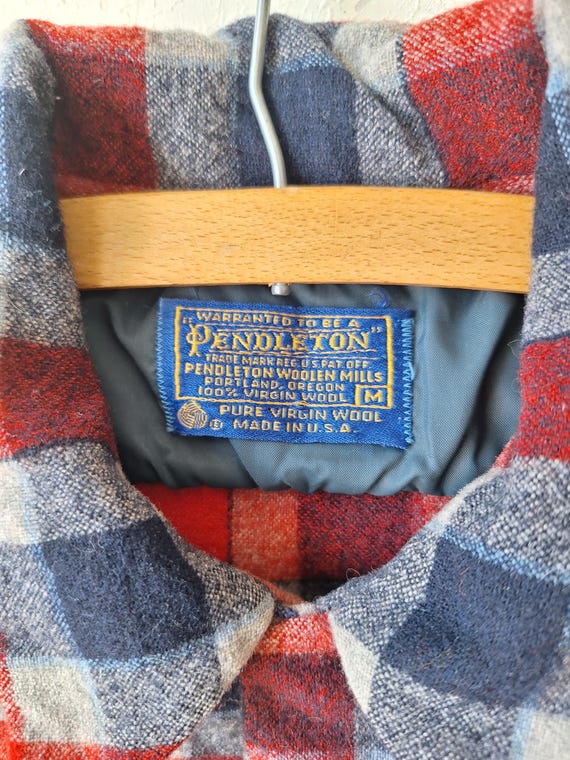 "WARRANTED TO BE A
PENDLETON"
TRADE MARK REG. U.S. PAT. OFF.
PENDLETON WOOLEN MILLS
PORTLAND, OREGON
100% VIRGIN WOOL M
PURE VIRGIN WOOL
® MADE IN U.S.A.